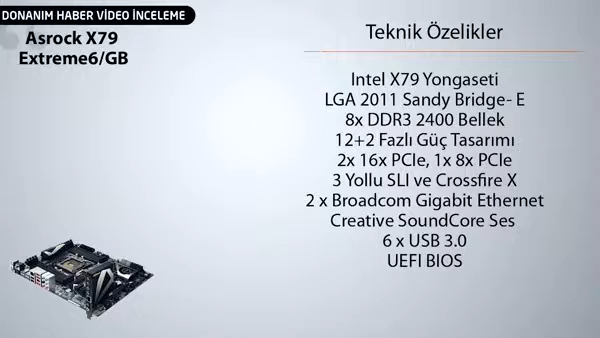 DONANIM HABER VİDEO İNCELEME
Asrock X79
Extreme6/GB
Teknik Özelikler
Intel X79 Yongaseti
LGA 2011 Sandy Bridge- E
8x DDR3 2400 Bellek
12+2 Fazlı Güç Tasarımı
2x 16x PCIe, 1x 8x PCIe
3 Yollu SLI ve Crossfire X
2 x Broadcom Gigabit Ethernet
Creative SoundCore Ses
6 x USB 3.0
UEFI BIOS